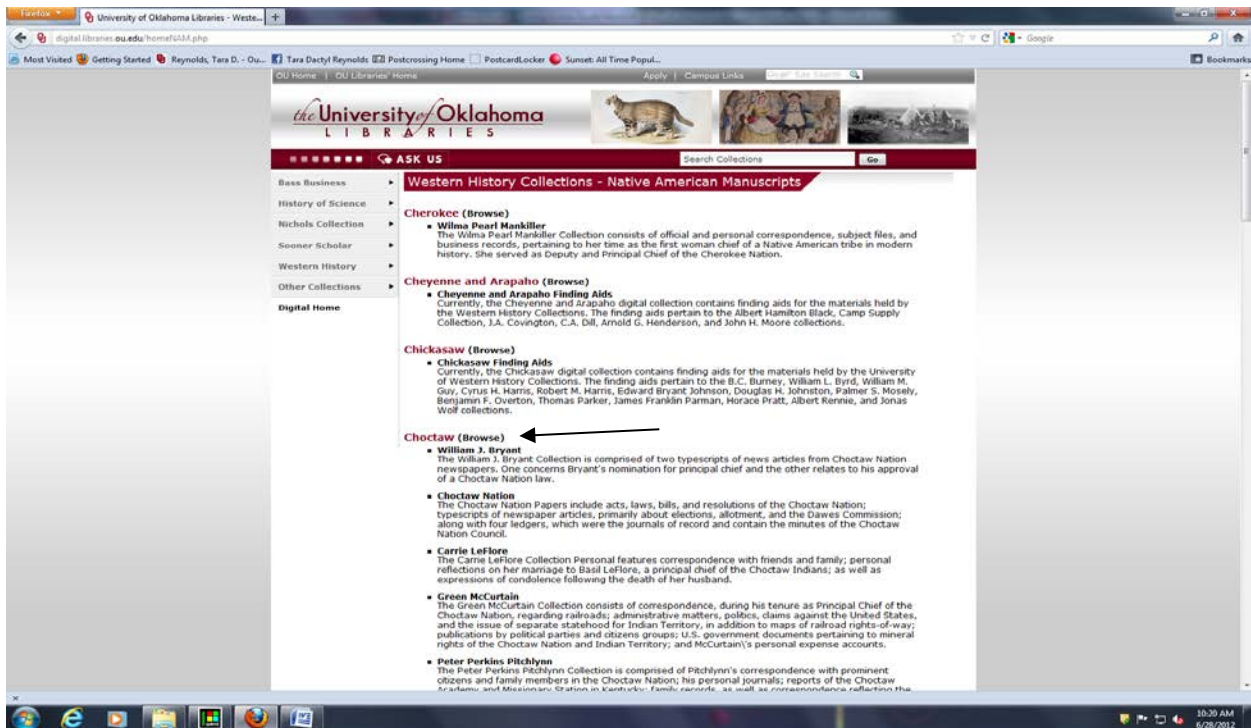 Firefox
University of Oklahoma Libraries - Weste...
digital.libraries.ou.edu/homeNAM.php
Google
Most Visited Getting Started Reynolds, Tara D. - Ou... Tara Dactyl Reynolds Postcrossing Home PostcardLocker Sunset: All Time Popul...
Bookmarks
OU Home | OU Libraries' Home
Apply | Campus Links
the University of Oklahoma
LIBRARIES
ASK US
Search Collections
Go
Bass Business
History of Science
Nichols Collection
Sooner Scholar
Western History
Other Collections
Digital Home
Western History Collections - Native American Manuscripts
Cherokee (Browse)
Wilma Pearl Mankiller
The Wilma Pearl Mankiller Collection consists of official and personal correspondence, subject files, and
business records, pertaining to her time as the first woman chief of a Native American tribe in modern
history. She served as Deputy and Principal Chief of the Cherokee Nation.
Cheyenne and Arapaho (Browse)
Cheyenne and Arapaho Finding Aids
Currently, the Cheyenne and Arapaho digital collection contains finding aids for the materials held by
the Western History Collections. The finding aids pertain to the Albert Hamilton Black, Camp Supply
Collection, J.A. Covington, C.A. Dill, Arnold G. Henderson, and John H. Moore collections.
Chickasaw (Browse)
Chickasaw Finding Aids
Currently, the Chickasaw digital collection contains finding aids for the materials held by the University
of Western History Collections. The finding aids pertain to the B.C. Burney, William L. Byrd, William M.
Guy, Cyrus H. Harris, Robert M. Harris, Edward Bryant Johnson, Douglas H. Johnston, Palmer S. Mosely,
Benjamin F. Overton, Thomas Parker, James Franklin Parman, Horace Pratt, Albert Rennie, and Jonas
Wolf collections.
Choctaw (Browse)
William J. Bryant
The William J. Bryant Collection is comprised of two typescripts of news articles from Choctaw Nation
newspapers. One concerns Bryant's nomination for principal chief and the other relates to his approval
of a Choctaw Nation law.
Choctaw Nation
The Choctaw Nation Papers include acts, laws, bills, and resolutions of the Choctaw Nation;
typescripts of newspaper articles, primarily about elections, allotment, and the Dawes Commission;
along with four ledgers, which were the journals of record and contain the minutes of the Choctaw
Nation Council.
Carrie LeFlore
The Carrie LeFlore Collection Personal features correspondence with friends and family; personal
reflections on her marriage to Basil LeFlore, a principal chief of the Choctaw Indians; as well as
expressions of condolence following the death of her husband.
Green McCurtain
The Green McCurtain Collection consists of correspondence, during his tenure as Principal Chief of the
Choctaw Nation, regarding railroads; administrative matters, politics, claims against the United States,
and the issue of separate statehood for Indian Territory, in addition to maps of railroad rights-of-way;
publications by political parties and citizens groups; U.S. government documents pertaining to mineral
rights of the Choctaw Nation and Indian Territory; and McCurtain\'s personal expense accounts.
Peter Perkins Pitchlynn
The Peter Perkins Pitchlynn Collection is comprised of Pitchlynn's correspondence with prominent
citizens and family members in the Choctaw Nation; his personal journals; reports of the Choctaw
Academy and Missionary Station in Kentucky; family records, as well as correspondence reflecting the
10:20 AM
6/28/2012